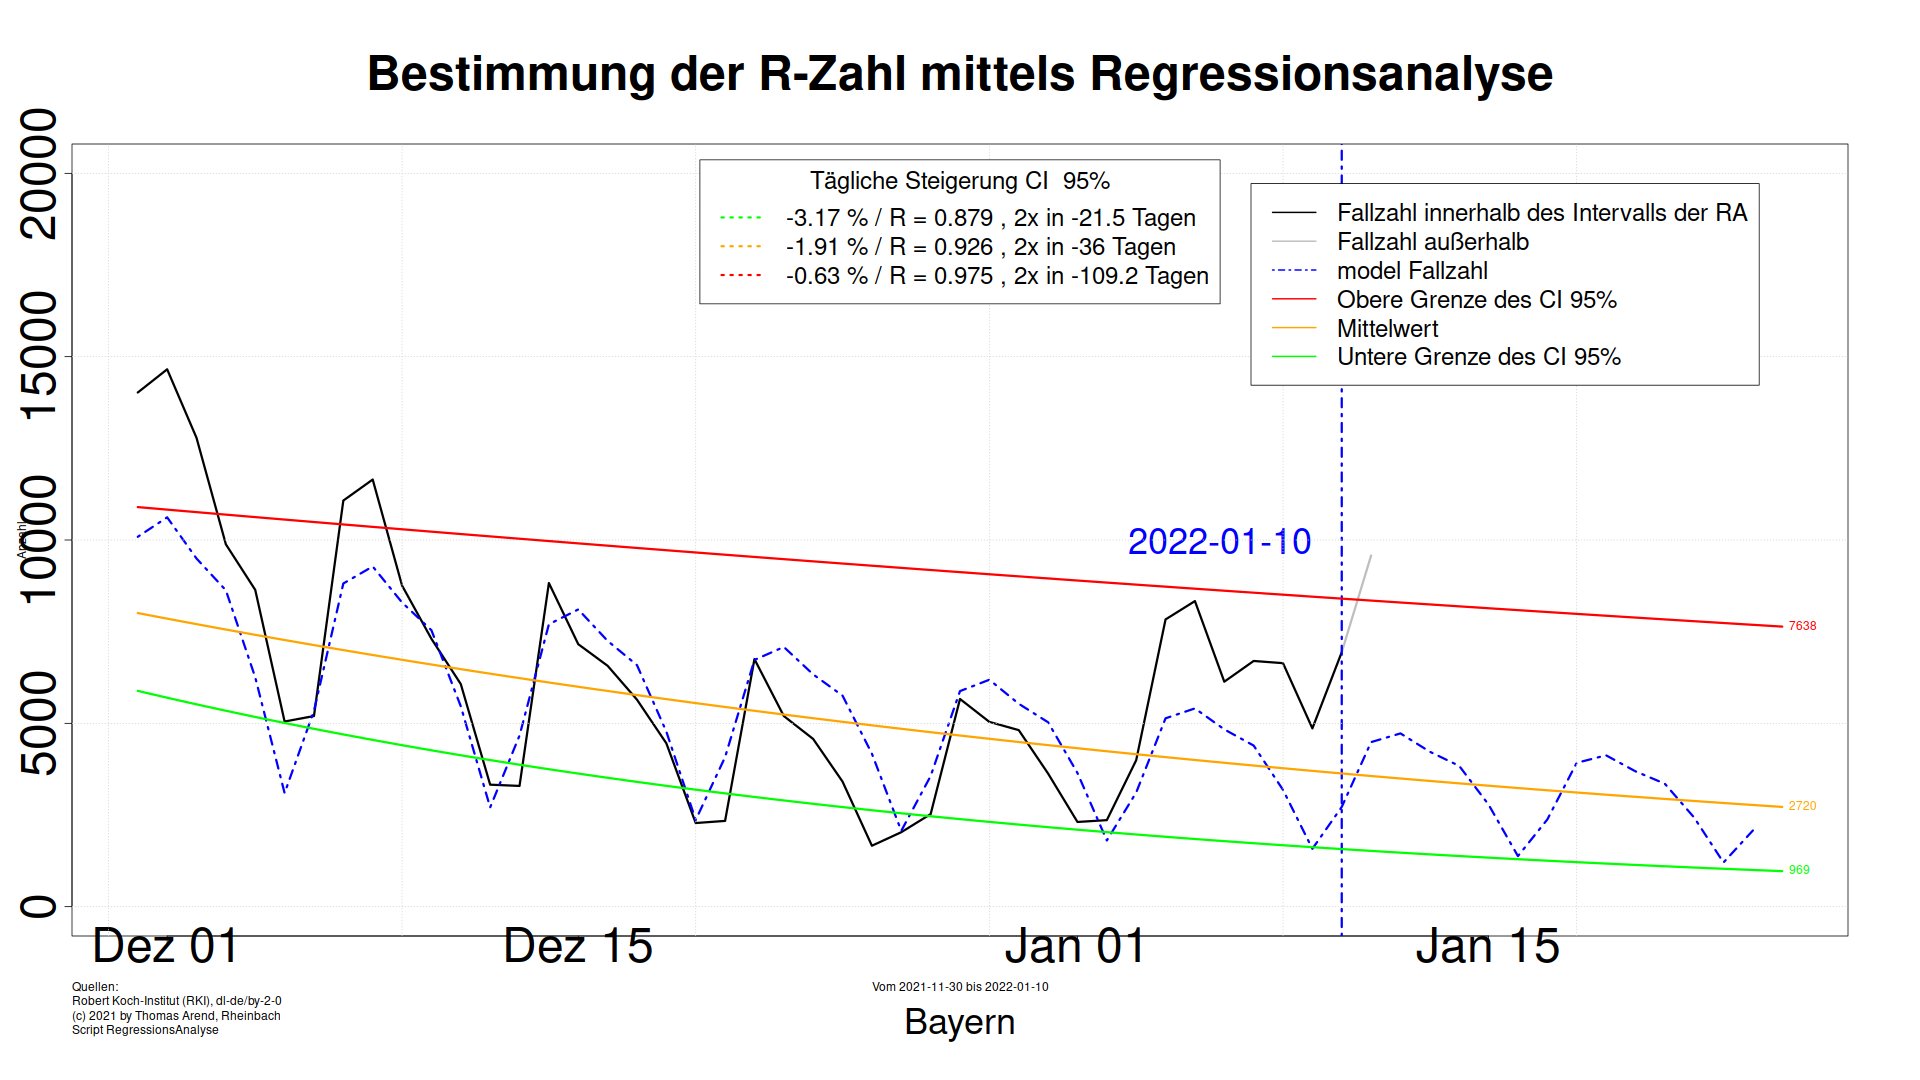 Bestimmung der R-Zahl mittels Regressionsanalyse
Tägliche Steigerung CI  95%
-3.17 % / R = 0.879 , 2x in -21.5 Tagen
-1.91 % / R = 0.926 , 2x in -36 Tagen
-0.63 % / R = 0.975 , 2x in -109.2 Tagen
Fallzahl innerhalb des Intervalls der RA
Fallzahl außerhalb
model Fallzahl
Obere Grenze des CI 95%
Mittelwert
Untere Grenze des CI 95%
20000
15000
10000
5000
0
Anzahl
2022-01-10
7638
2720
969
Dez 01
Dez 15
Jan 01
Jan 15
Quellen:
Robert Koch-Institut (RKI), dl-de/by-2-0
(c) 2021 by Thomas Arend, Rheinbach
Script RegressionsAnalyse
Vom 2021-11-30 bis 2022-01-10
Bayern